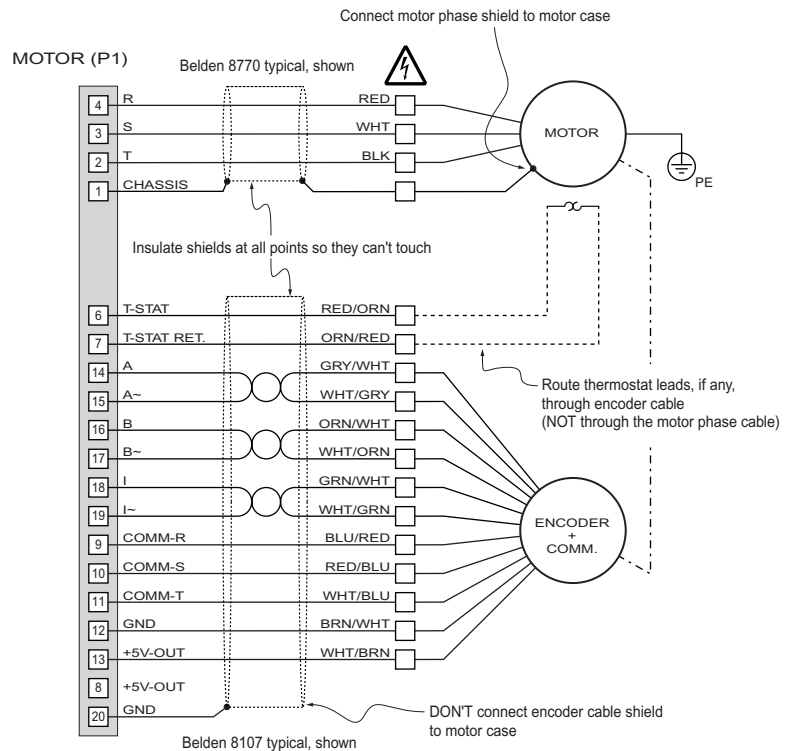 Connect motor phase shield to motor case
MOTOR (P1)
Belden 8770 typical, shown
4 R RED
3 S WHT
MOTOR
2 T BLK
1 CHASSIS
PE
Insulate shields at all points so they can't touch
6 T-STAT RED/ORN
7 T-STAT RET. ORN/RED
14 A GRY/WHT
Route thermostat leads, if any,
through encoder cable
(NOT through the motor phase cable)
15 A~ WHT/GRY
16 B ORN/WHT
17 B~ WHT/ORN
18 I GRN/WHT
19 I~ WHT/GRN
ENCODER
+
COMM.
9 COMM-R BLU/RED
10 COMM-S RED/BLU
11 COMM-T WHT/BLU
12 GND BRN/WHT
13 +5V-OUT WHT/BRN
8 +5V-OUT
20 GND
DON'T connect encoder cable shield
to motor case
Belden 8107 typical, shown